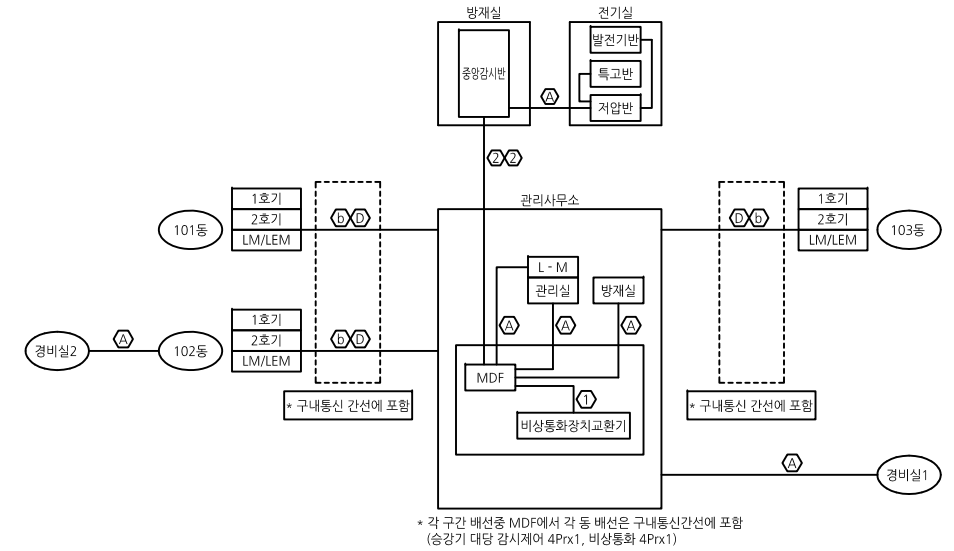 방재실
전기실
중앙감시반
발전기반
특고반
저압반
A
2 2
관리사무소
101동
1호기
2호기
LM/LEM
b D
D b
1호기
2호기
LM/LEM
103동
L - M
관리실
방재실
A
A
A
경비실2
A
102동
1호기
2호기
LM/LEM
b D
MDF
1
비상통화장치교환기
* 구내통신 간선에 포함
* 구내통신 간선에 포함
A
경비실1
* 각 구간 배선중 MDF에서 각 동 배선은 구내통신간선에 포함
(승강기 대당 감시제어 4Prx1, 비상통화 4Prx1)